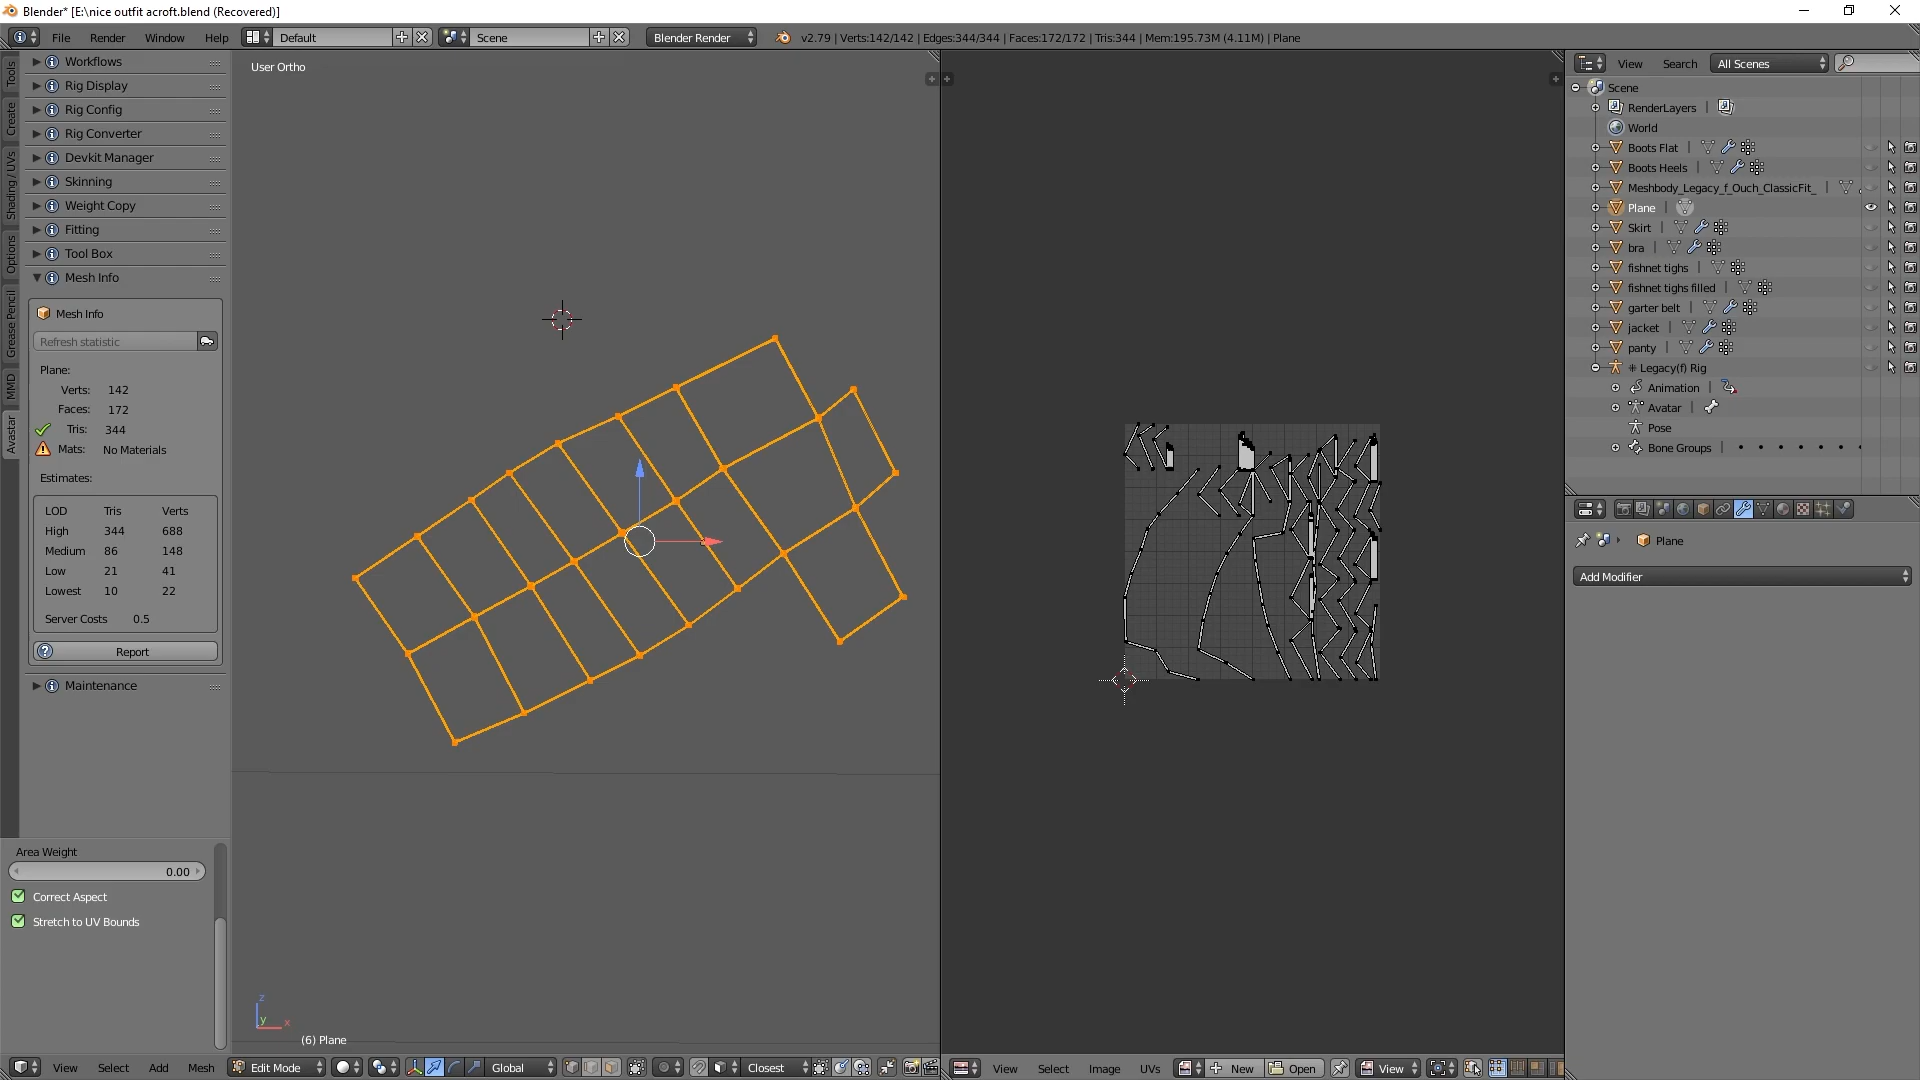 Blender* [E:\nice outfit acroft.blend (Recovered)]
File Render Window Help Default Scene Blender Render v2.79 | Verts:142/142 | Edges:344/344 | Faces:172/172 | Tris:344 | Mem:195.73M (4.11M) | Plane
Tools
Create
Shading / UVs
Options
Grease Pencil
MMD
Avastar
Workflows
Rig Display
Rig Config
Rig Converter
Devkit Manager
Skinning
Weight Copy
Fitting
Tool Box
Mesh Info
Mesh Info
Refresh statistic
Plane:
Verts: 142
Faces: 172
Tris: 344
Mats: No Materials
Estimates:
LOD Tris Verts
High 344 688
Medium 86 148
Low 21 41
Lowest 10 22
Server Costs 0.5
Report
Maintenance
Area Weight
0.00
Correct Aspect
Stretch to UV Bounds
User Ortho
z
y
x
(6) Plane
View Select Add Mesh Edit Mode Global Closest
View Select Image UVs New Open View
View Search All Scenes
Scene
RenderLayers |
World
Boots Flat |
Boots Heels |
Meshbody_Legacy_f_Ouch_ClassicFit_ |
Plane |
Skirt |
bra |
fishnet tighs |
fishnet tighs filled |
garter belt |
jacket |
panty |
Legacy(f) Rig
Animation |
Avatar |
Pose
Bone Groups |
Plane
Add Modifier